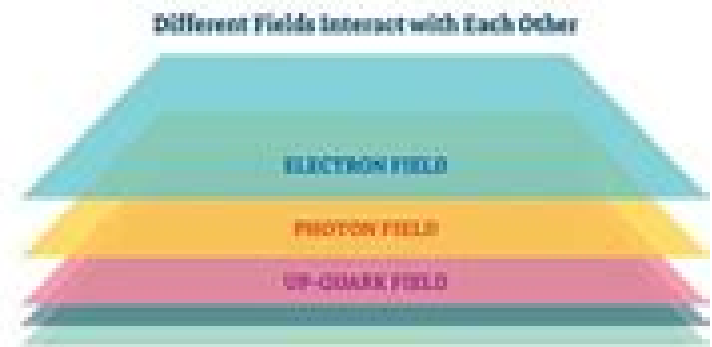 Different Fields Interact with Each Other
ELECTRON FIELD
PHOTON FIELD
UP-QUARK FIELD